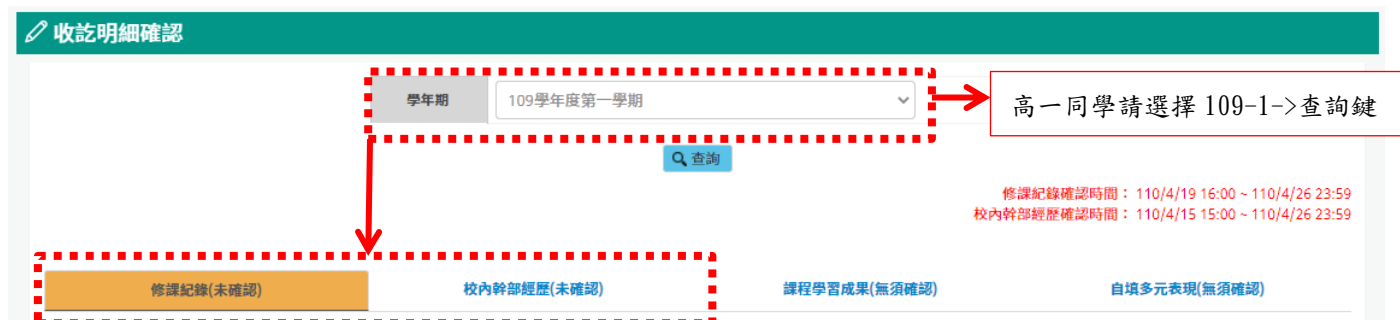 收訖明細確認
學年期
109學年度第一學期
高一同學請選擇 109-1->查詢鍵
查詢
修課紀錄確認時間： 110/4/19 16:00 ~ 110/4/26 23:59
校內幹部經歷確認時間： 110/4/15 15:00 ~ 110/4/26 23:59
修課紀錄(未確認)
校內幹部經歷(未確認)
課程學習成果(無須確認)
自填多元表現(無須確認)